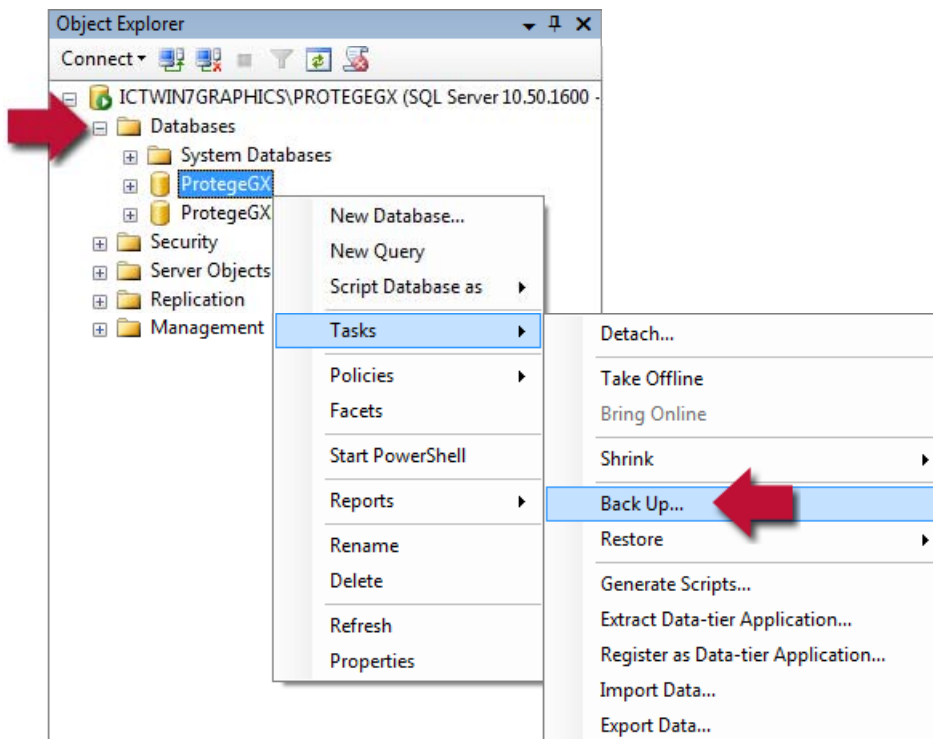 Object Explorer
Connect
ICTWIN7GRAPHICS\PROTEGEGX (SQL Server 10.50.1600 -
Databases
System Databases
ProtegeGX
ProtegeGX
Security
Server Objects
Replication
Management
New Database...
New Query
Script Database as
Tasks
Policies
Facets
Start PowerShell
Reports
Rename
Delete
Refresh
Properties
Detach...
Take Offline
Bring Online
Shrink
Back Up...
Restore
Generate Scripts...
Extract Data-tier Application...
Register as Data-tier Application...
Import Data...
Export Data...